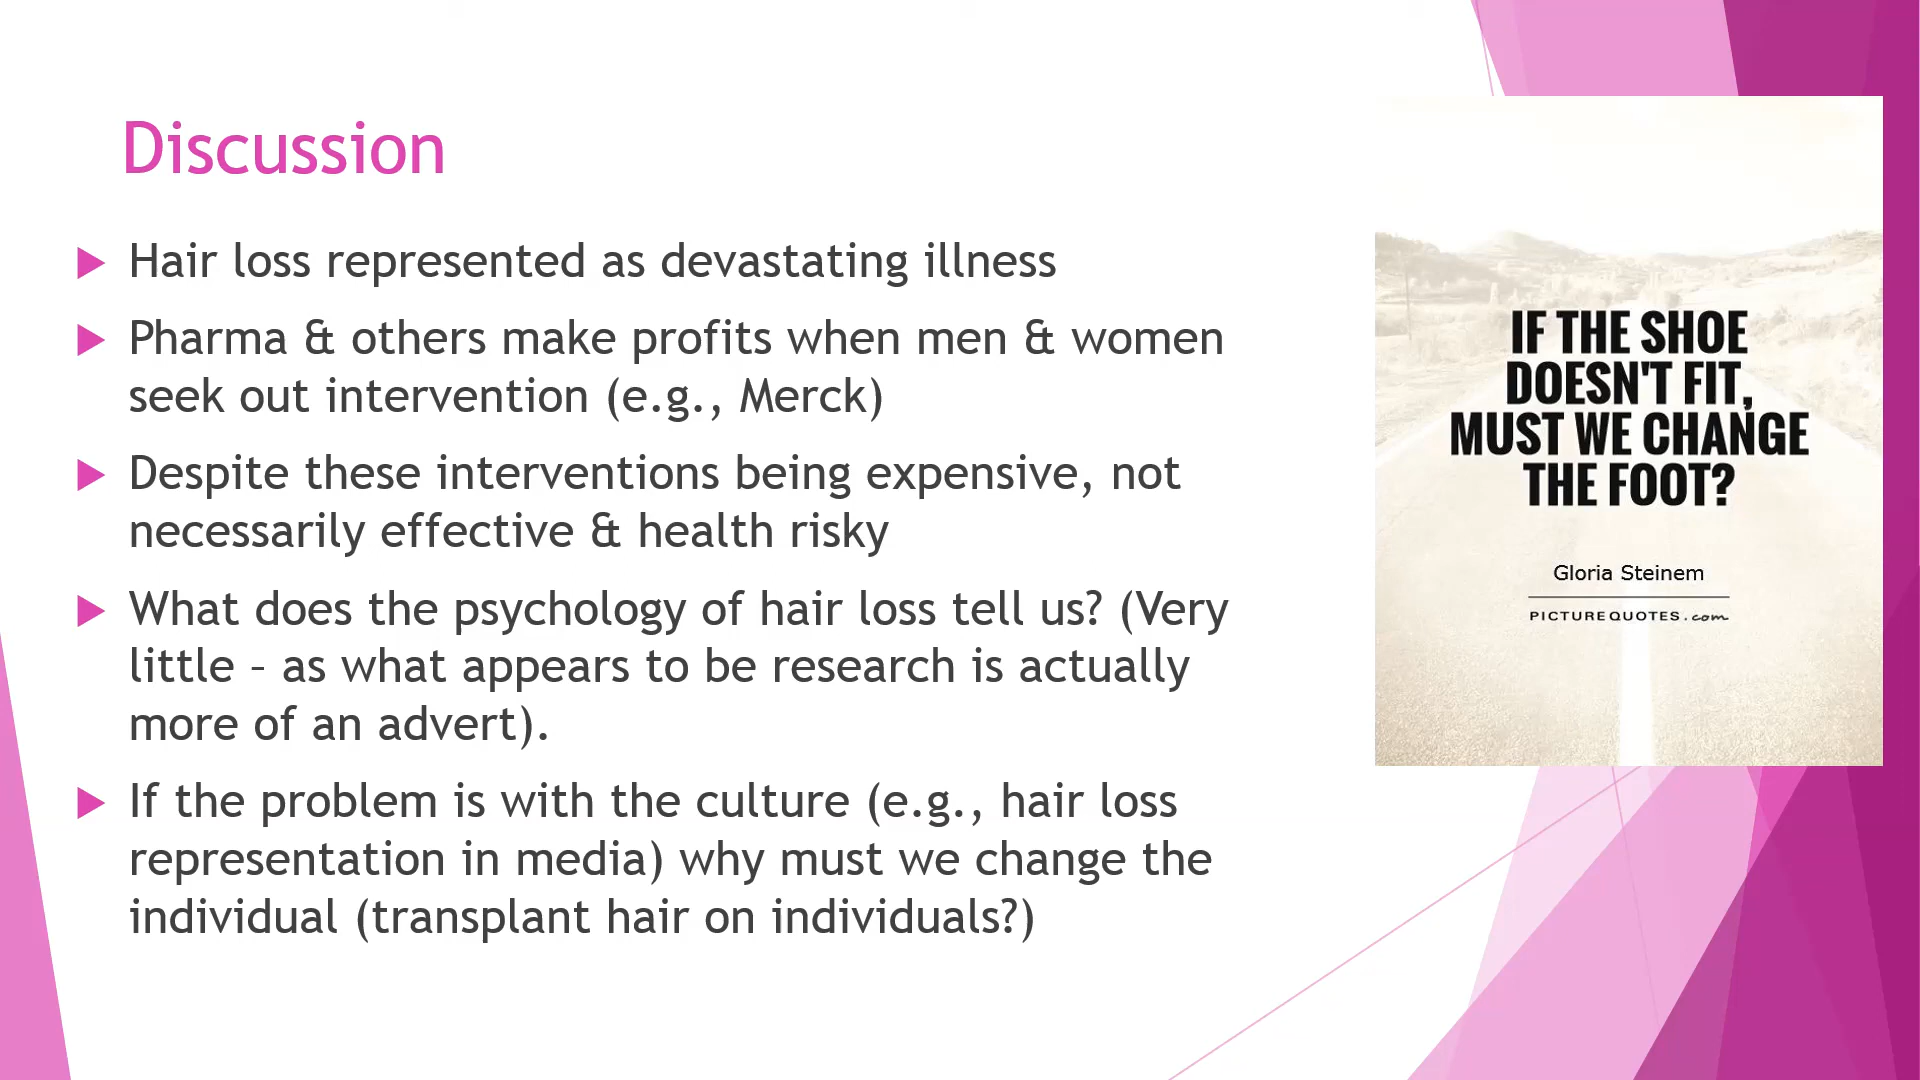 Discussion
Hair loss represented as devastating illness
Pharma & others make profits when men & women
seek out intervention (e.g., Merck)
Despite these interventions being expensive, not
necessarily effective & health risky
What does the psychology of hair loss tell us? (Very
little – as what appears to be research is actually
more of an advert).
If the problem is with the culture (e.g., hair loss
representation in media) why must we change the
individual (transplant hair on individuals?)
IF THE SHOE
DOESN'T FIT,
MUST WE CHANGE
THE FOOT?
Gloria Steinem
PICTUREQUOTES.com